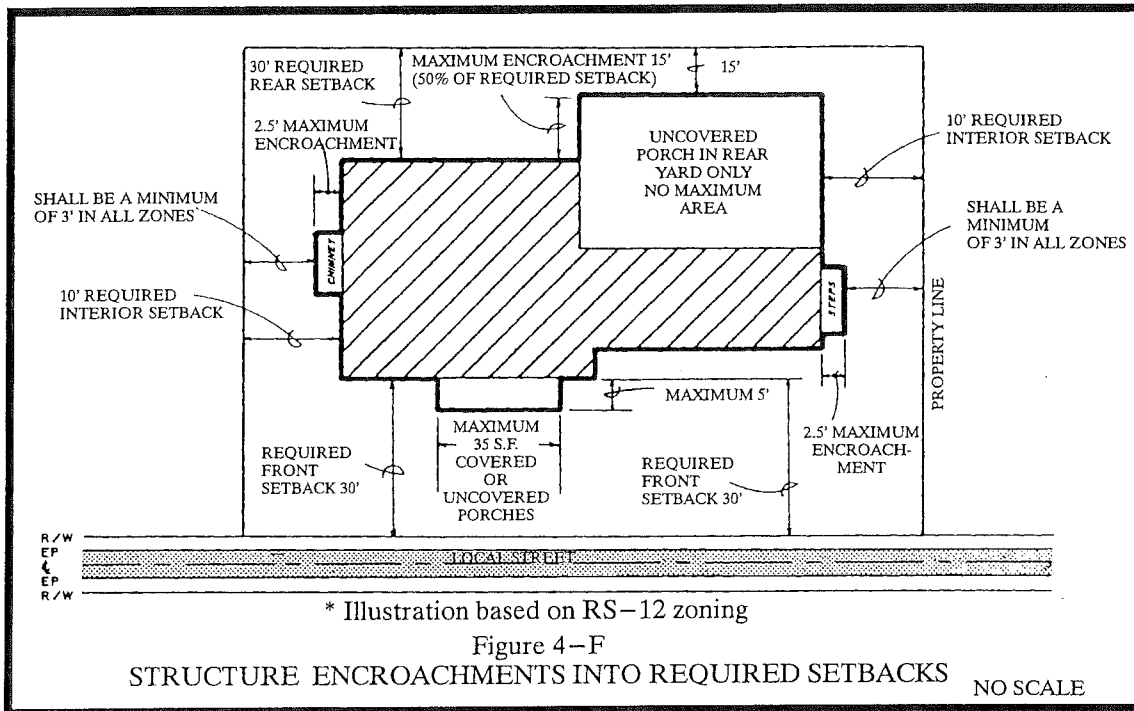 30' REQUIRED
REAR SETBACK
MAXIMUM ENCROACHMENT 15'
(50% OF REQUIRED SETBACK)
15'
2.5' MAXIMUM
ENCROACHMENT
UNCOVERED
PORCH IN REAR
YARD ONLY
NO MAXIMUM
AREA
10' REQUIRED
INTERIOR SETBACK
SHALL BE A MINIMUM
OF 3' IN ALL ZONES
SHALL BE A
MINIMUM
OF 3' IN ALL ZONES
CHIMNEY
STEPS
10' REQUIRED
INTERIOR SETBACK
PROPERTY LINE
MAXIMUM 5'
MAXIMUM
35 S.F.
COVERED
OR
UNCOVERED
PORCHES
2.5' MAXIMUM
ENCROACH-
MENT
REQUIRED
FRONT
SETBACK 30'
REQUIRED
FRONT
SETBACK 30'
R/W
EP
℄
EP
R/W
LOCAL STREET
* Illustration based on RS-12 zoning
Figure 4-F
STRUCTURE ENCROACHMENTS INTO REQUIRED SETBACKS
NO SCALE